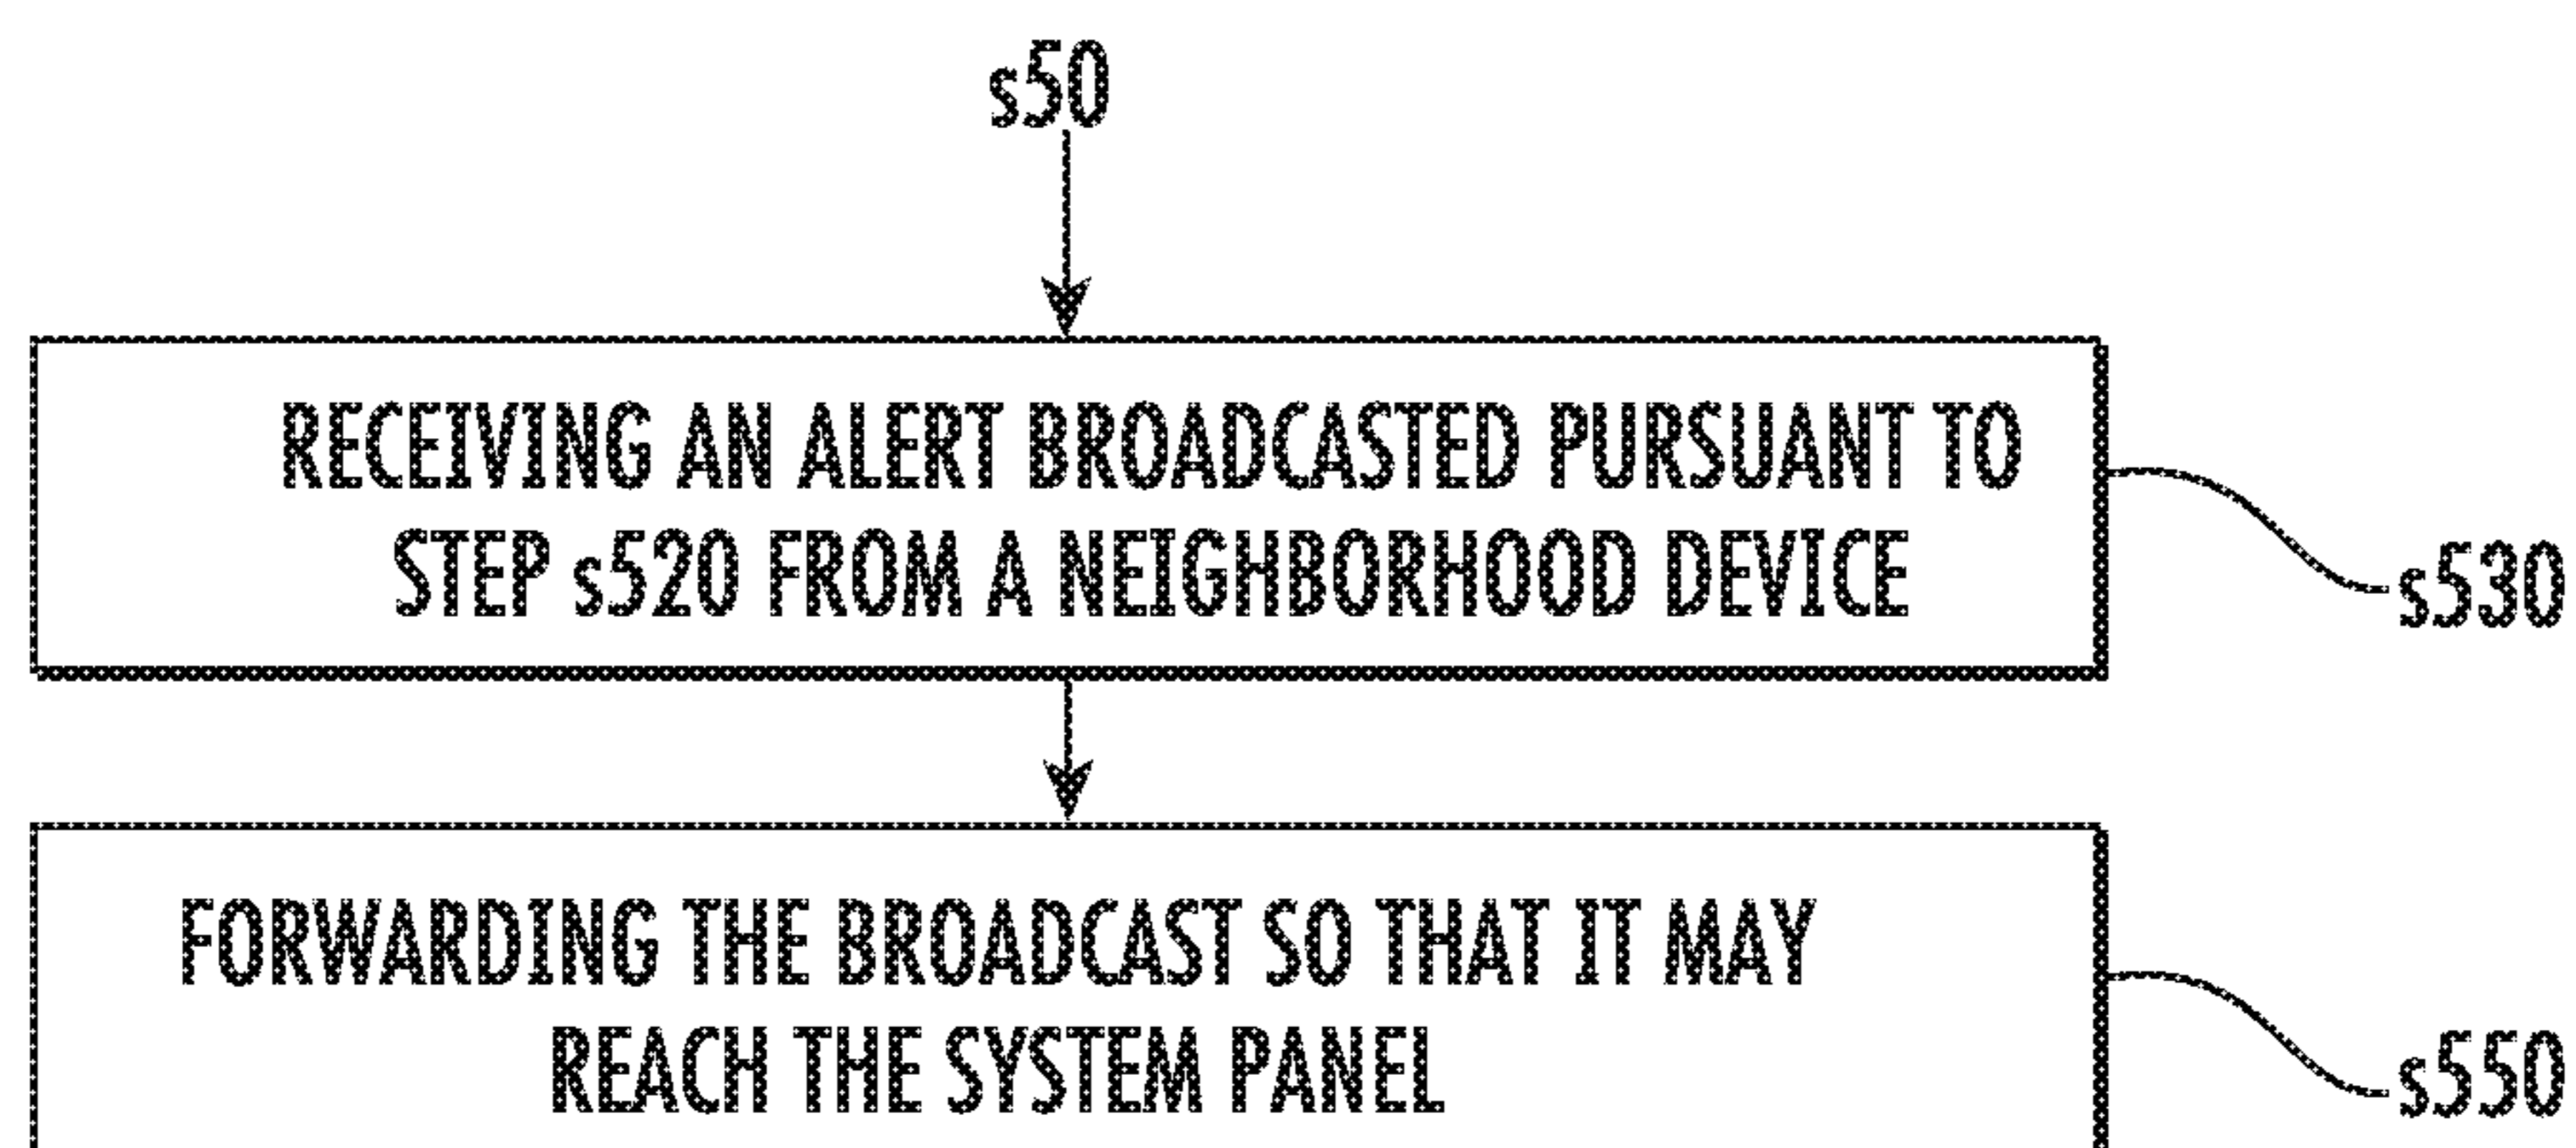 s50
RECEIVING AN ALERT BROADCASTED PURSUANT TO
STEP s520 FROM A NEIGHBORHOOD DEVICE
s530
FORWARDING THE BROADCAST SO THAT IT MAY
REACH THE SYSTEM PANEL
s550